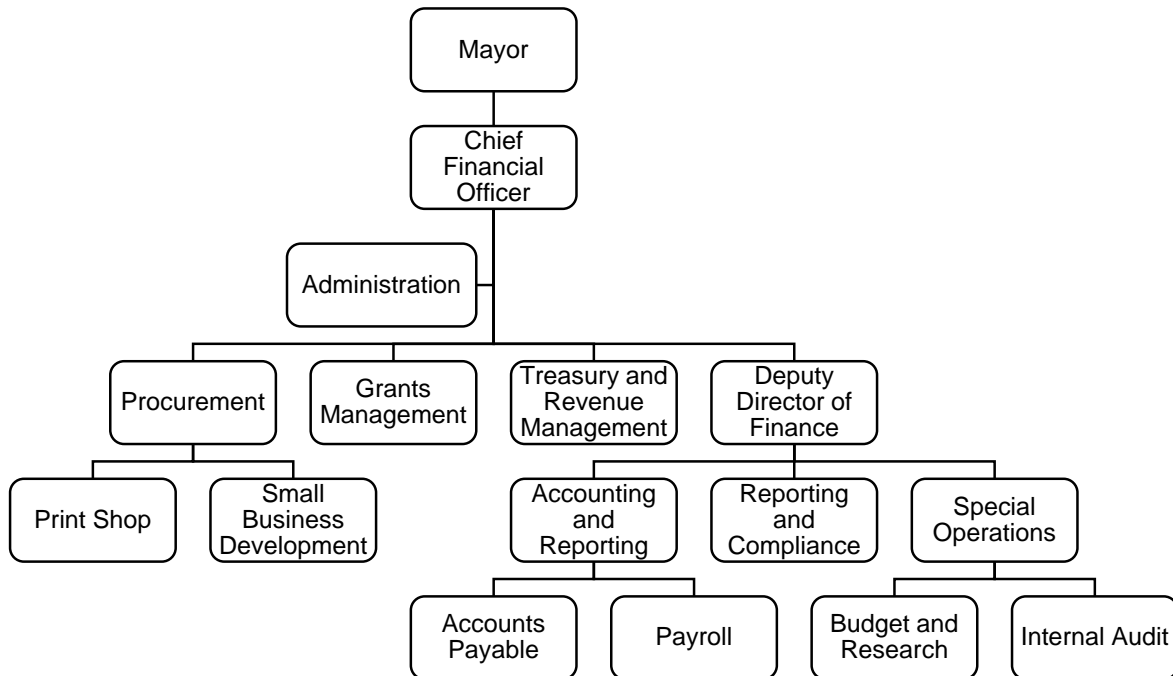 Mayor
Chief
Financial
Officer
Administration
Procurement
Grants
Management
Treasury and
Revenue
Management
Deputy
Director of
Finance
Print Shop
Small
Business
Development
Accounting
and
Reporting
Reporting
and
Compliance
Special
Operations
Accounts
Payable
Payroll
Budget and
Research
Internal Audit